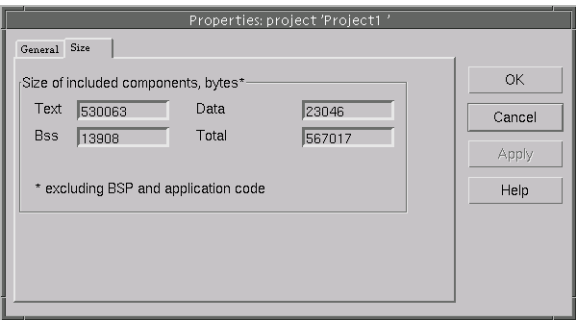 Properties: project 'Project1 '
General Size
Size of included components, bytes*
Text 530063 Data 23046
Bss 13908 Total 567017
* excluding BSP and application code
OK
Cancel
Apply
Help